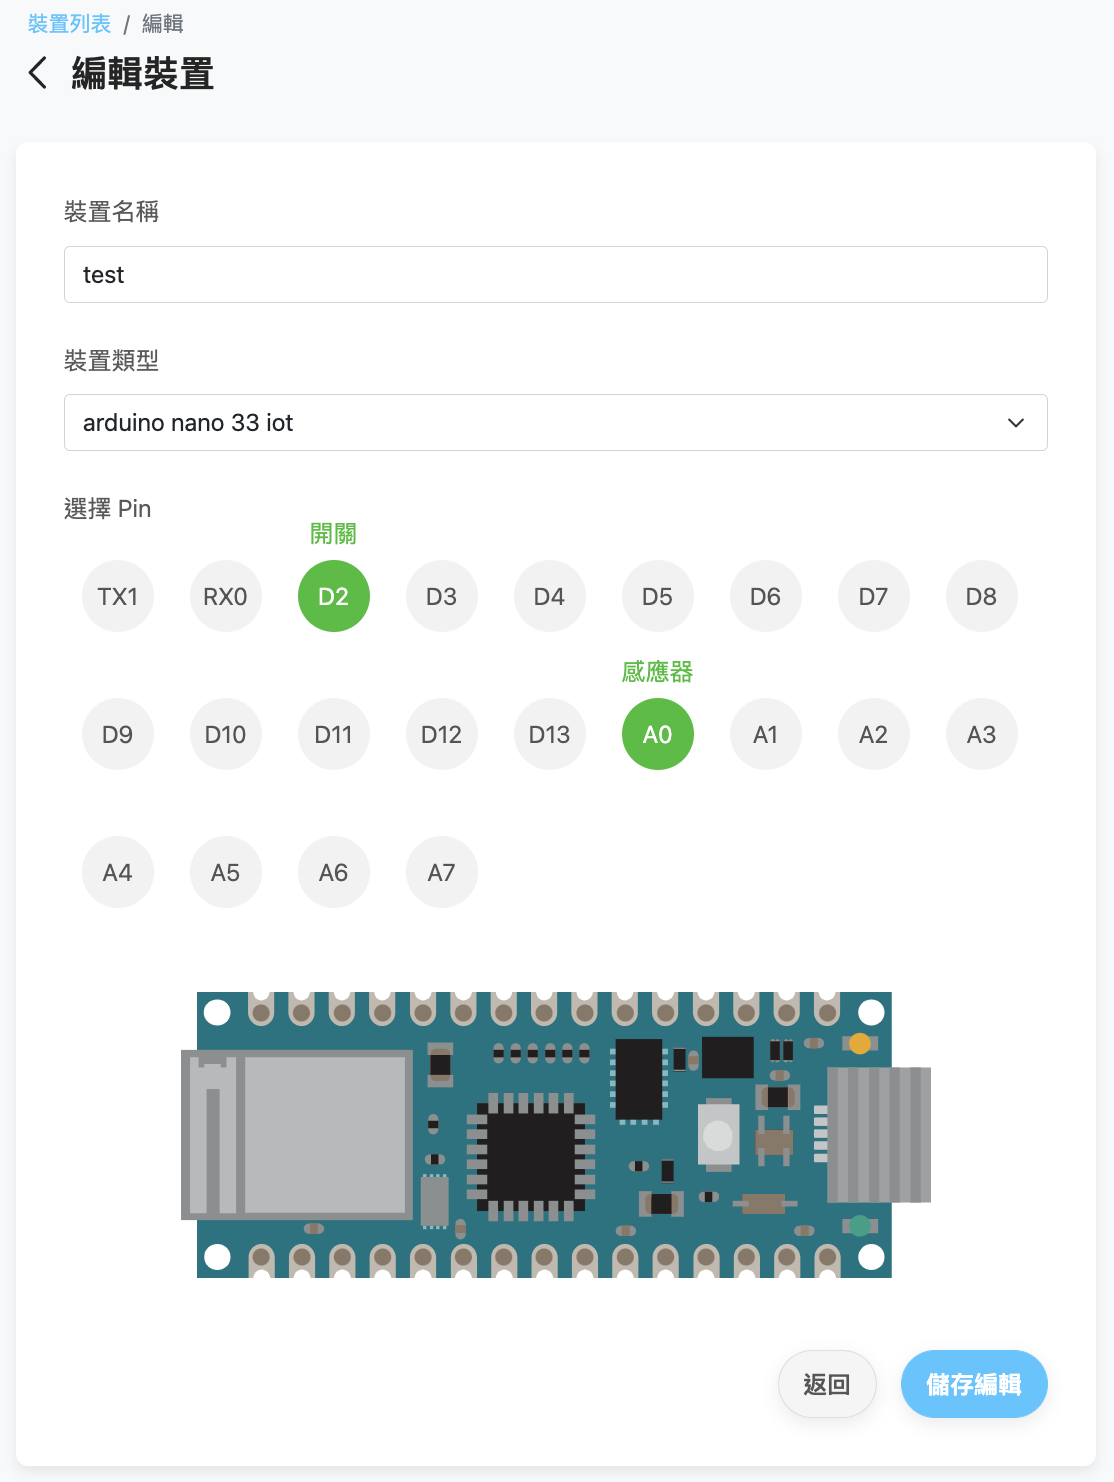 裝置列表 / 編輯
編輯裝置
裝置名稱
test
裝置類型
arduino nano 33 iot
選擇 Pin
開關
TX1 RX0 D2 D3 D4 D5 D6 D7 D8
感應器
D9 D10 D11 D12 D13 A0 A1 A2 A3
A4 A5 A6 A7
返回 儲存編輯